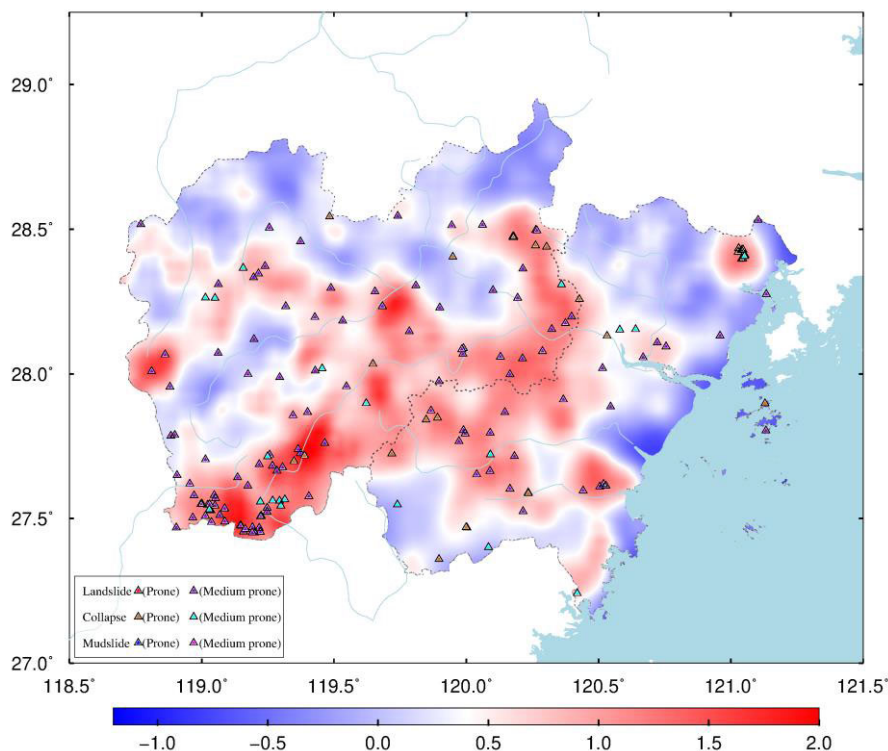 29.0°
28.5°
28.0°
27.5°
27.0°
Landslide (Prone) (Medium prone)
Collapse (Prone) (Medium prone)
Mudslide (Prone) (Medium prone)
118.5° 119.0° 119.5° 120.0° 120.5° 121.0° 121.5°
−1.0 −0.5 0.0 0.5 1.0 1.5 2.0